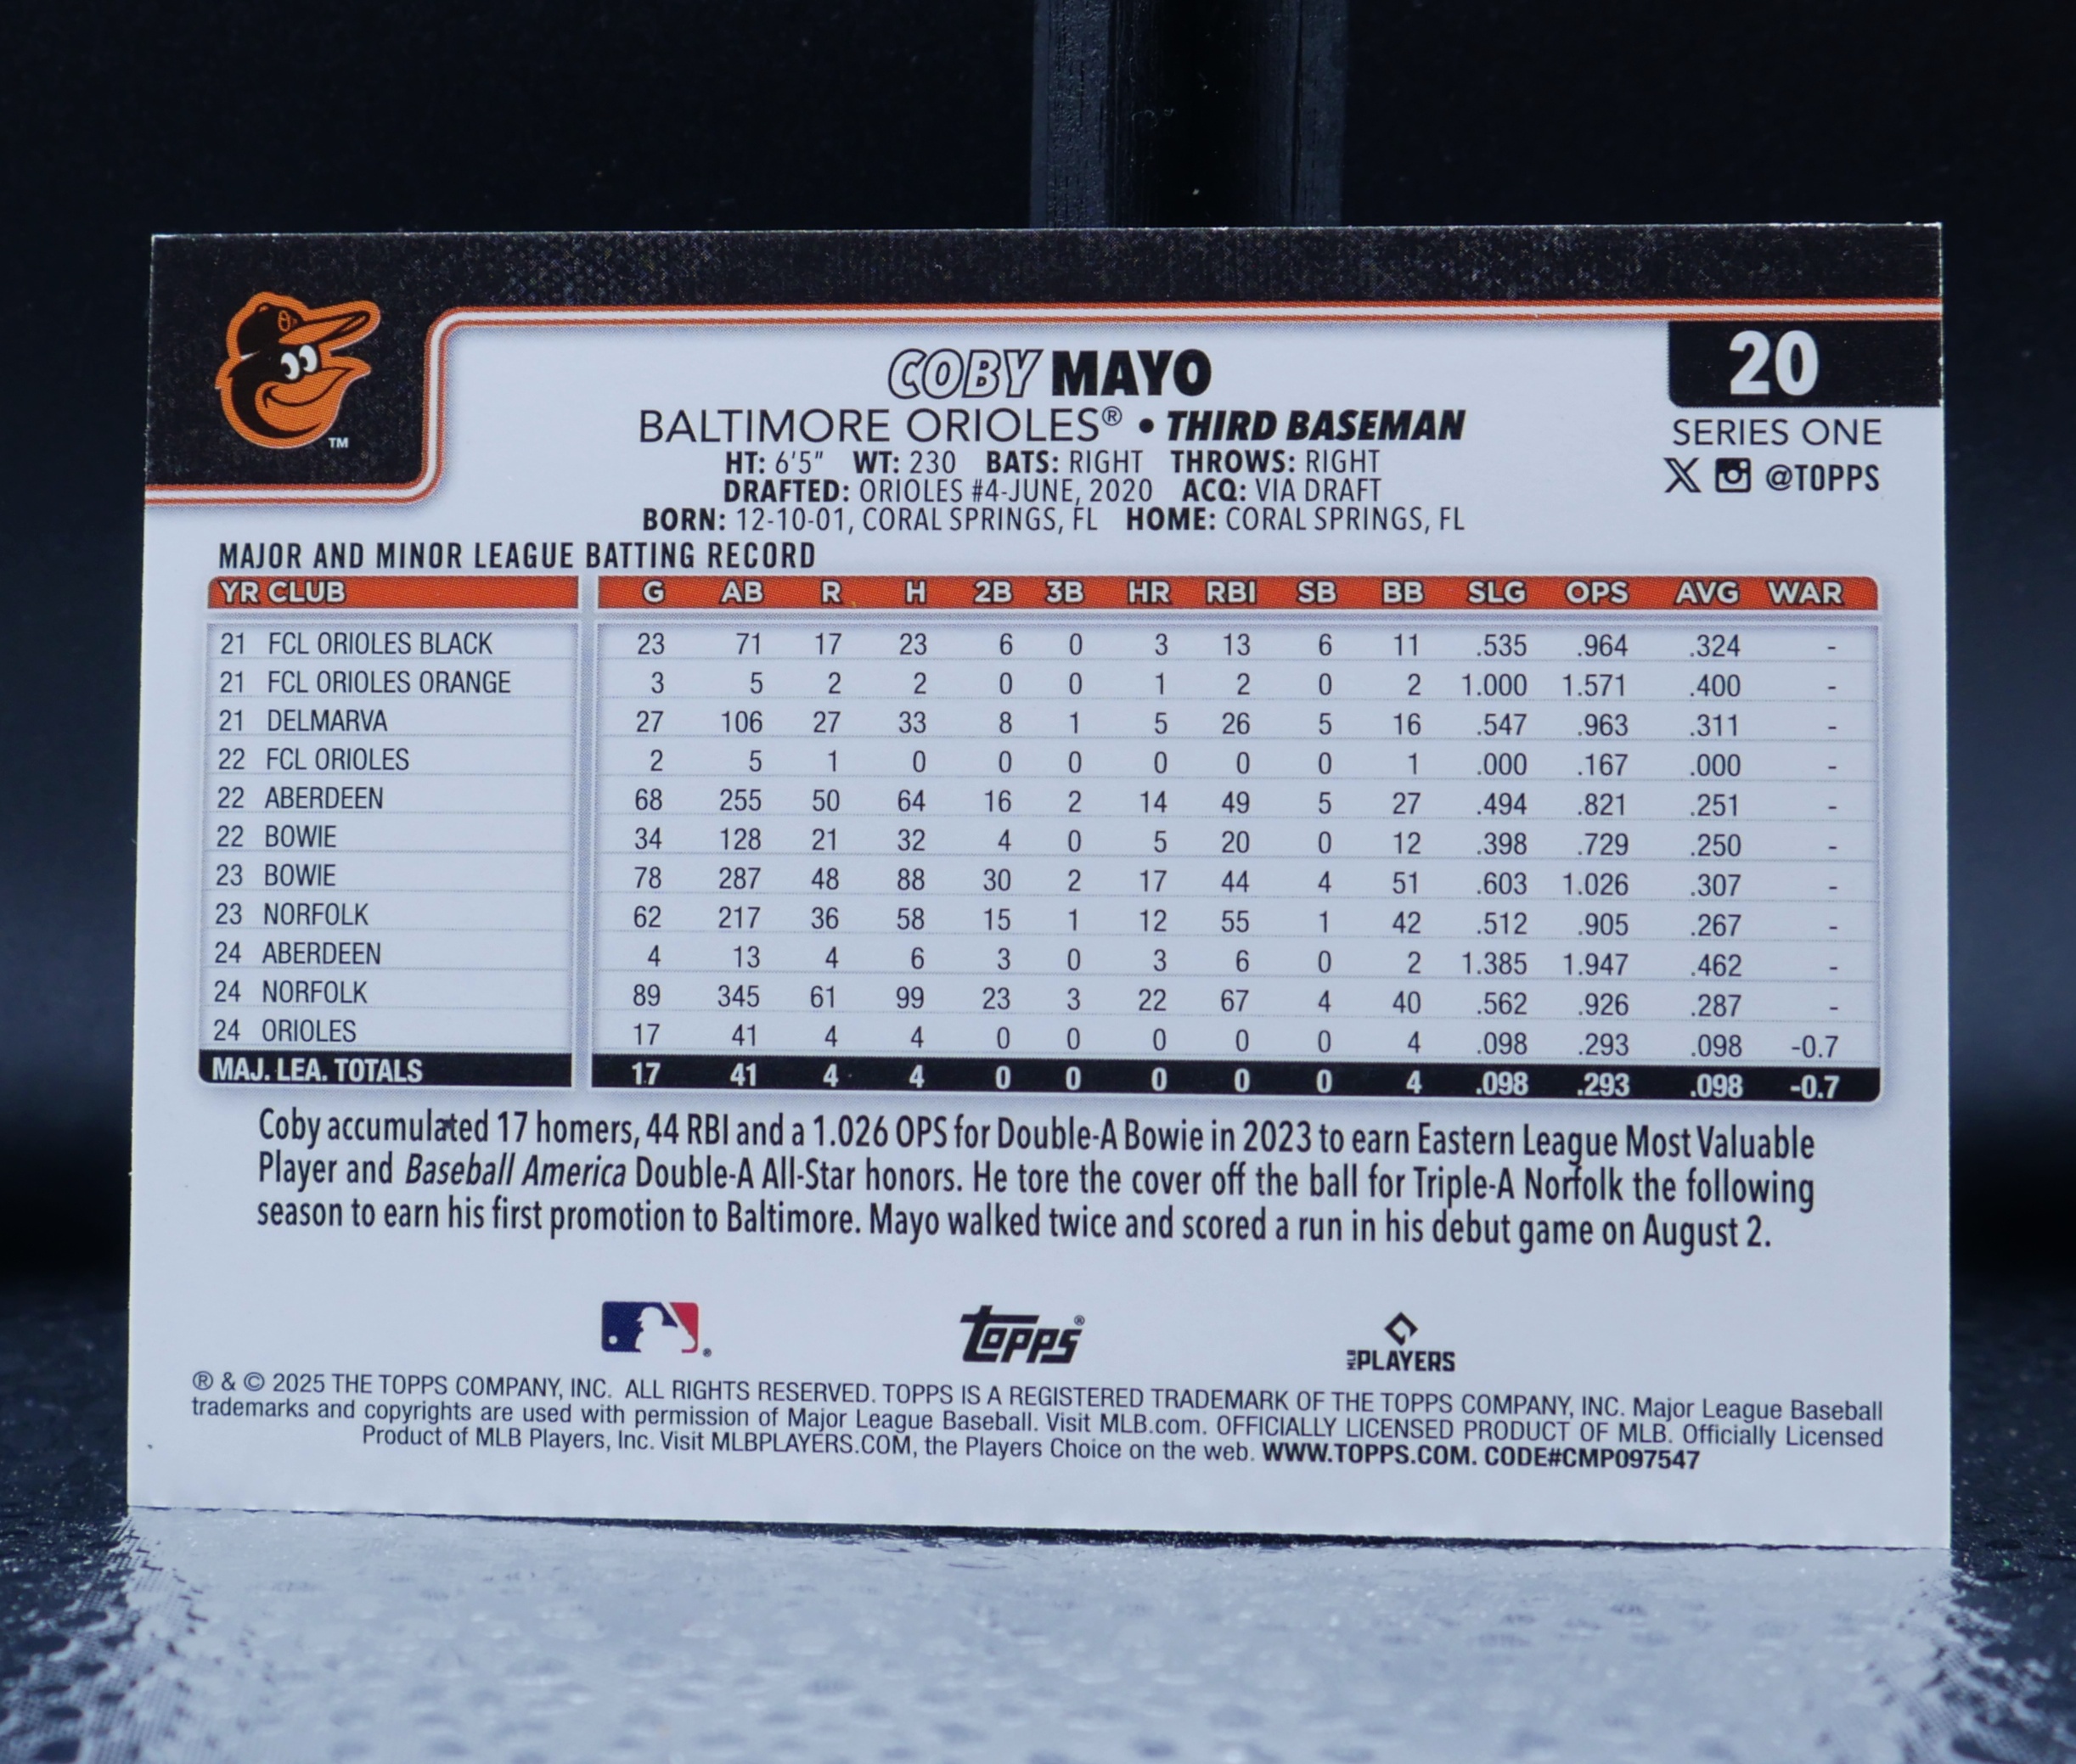 20
COBY MAYO
BALTIMORE ORIOLES® • THIRD BASEMAN
SERIES ONE
HT: 6'5" WT: 230 BATS: RIGHT THROWS: RIGHT
@TOPPS
DRAFTED: ORIOLES #4-JUNE, 2020 ACQ: VIA DRAFT
BORN: 12-10-01, CORAL SPRINGS, FL HOME: CORAL SPRINGS, FL
TM
MAJOR AND MINOR LEAGUE BATTING RECORD
YR CLUB G AB R H 2B 3B HR RBI SB BB SLG OPS AVG WAR
21 FCL ORIOLES BLACK 23 71 17 23 6 0 3 13 6 11 .535 .964 .324 -
21 FCL ORIOLES ORANGE 3 5 2 2 0 0 1 2 0 2 1.000 1.571 .400 -
21 DELMARVA 27 106 27 33 8 1 5 26 5 16 .547 .963 .311 -
22 FCL ORIOLES 2 5 1 0 0 0 0 0 0 1 .000 .167 .000 -
22 ABERDEEN 68 255 50 64 16 2 14 49 5 27 .494 .821 .251 -
22 BOWIE 34 128 21 32 4 0 5 20 0 12 .398 .729 .250 -
23 BOWIE 78 287 48 88 30 2 17 44 4 51 .603 1.026 .307 -
23 NORFOLK 62 217 36 58 15 1 12 55 1 42 .512 .905 .267 -
24 ABERDEEN 4 13 4 6 3 0 3 6 0 2 1.385 1.947 .462 -
24 NORFOLK 89 345 61 99 23 3 22 67 4 40 .562 .926 .287 -
24 ORIOLES 17 41 4 4 0 0 0 0 0 4 .098 .293 .098 -0.7
MAJ. LEA. TOTALS 17 41 4 4 0 0 0 0 0 4 .098 .293 .098 -0.7
Coby accumulated 17 homers, 44 RBI and a 1.026 OPS for Double-A Bowie in 2023 to earn Eastern League Most Valuable
Player and Baseball America Double-A All-Star honors. He tore the cover off the ball for Triple-A Norfolk the following
season to earn his first promotion to Baltimore. Mayo walked twice and scored a run in his debut game on August 2.
topps®
MLB PLAYERS
® & © 2025 THE TOPPS COMPANY, INC. ALL RIGHTS RESERVED. TOPPS IS A REGISTERED TRADEMARK OF THE TOPPS COMPANY, INC. Major League Baseball
trademarks and copyrights are used with permission of Major League Baseball. Visit MLB.com. OFFICIALLY LICENSED PRODUCT OF MLB. Officially Licensed
Product of MLB Players, Inc. Visit MLBPLAYERS.COM, the Players Choice on the web. WWW.TOPPS.COM. CODE#CMP097547